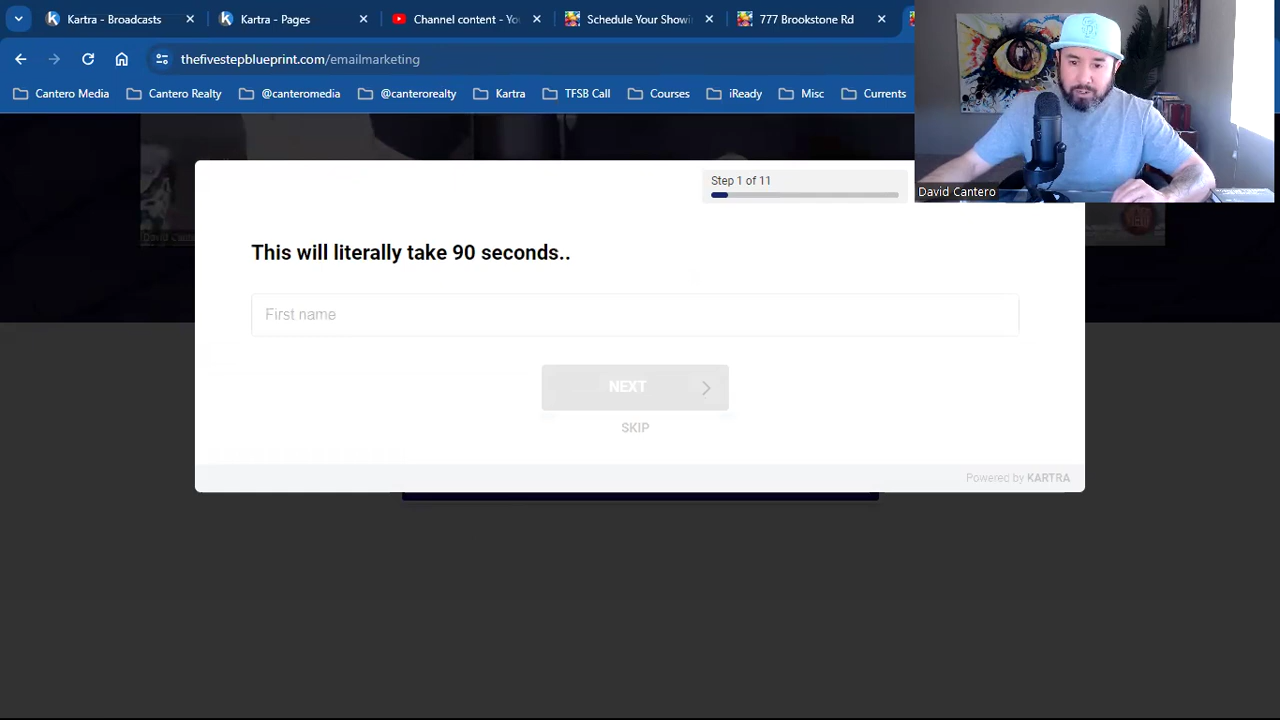 Kartra - Broadcasts
Kartra - Pages
Channel content - Yo
Schedule Your Showi
777 Brookstone Rd
thefivestepblueprint.com/emailmarketing
Cantero Media
Cantero Realty
@canteromedia
@canterorealty
Kartra
TFSB Call
Courses
iReady
Misc
Currents
David Cantero
Step 1 of 11
This will literally take 90 seconds..
First name
NEXT
SKIP
Powered by KARTRA